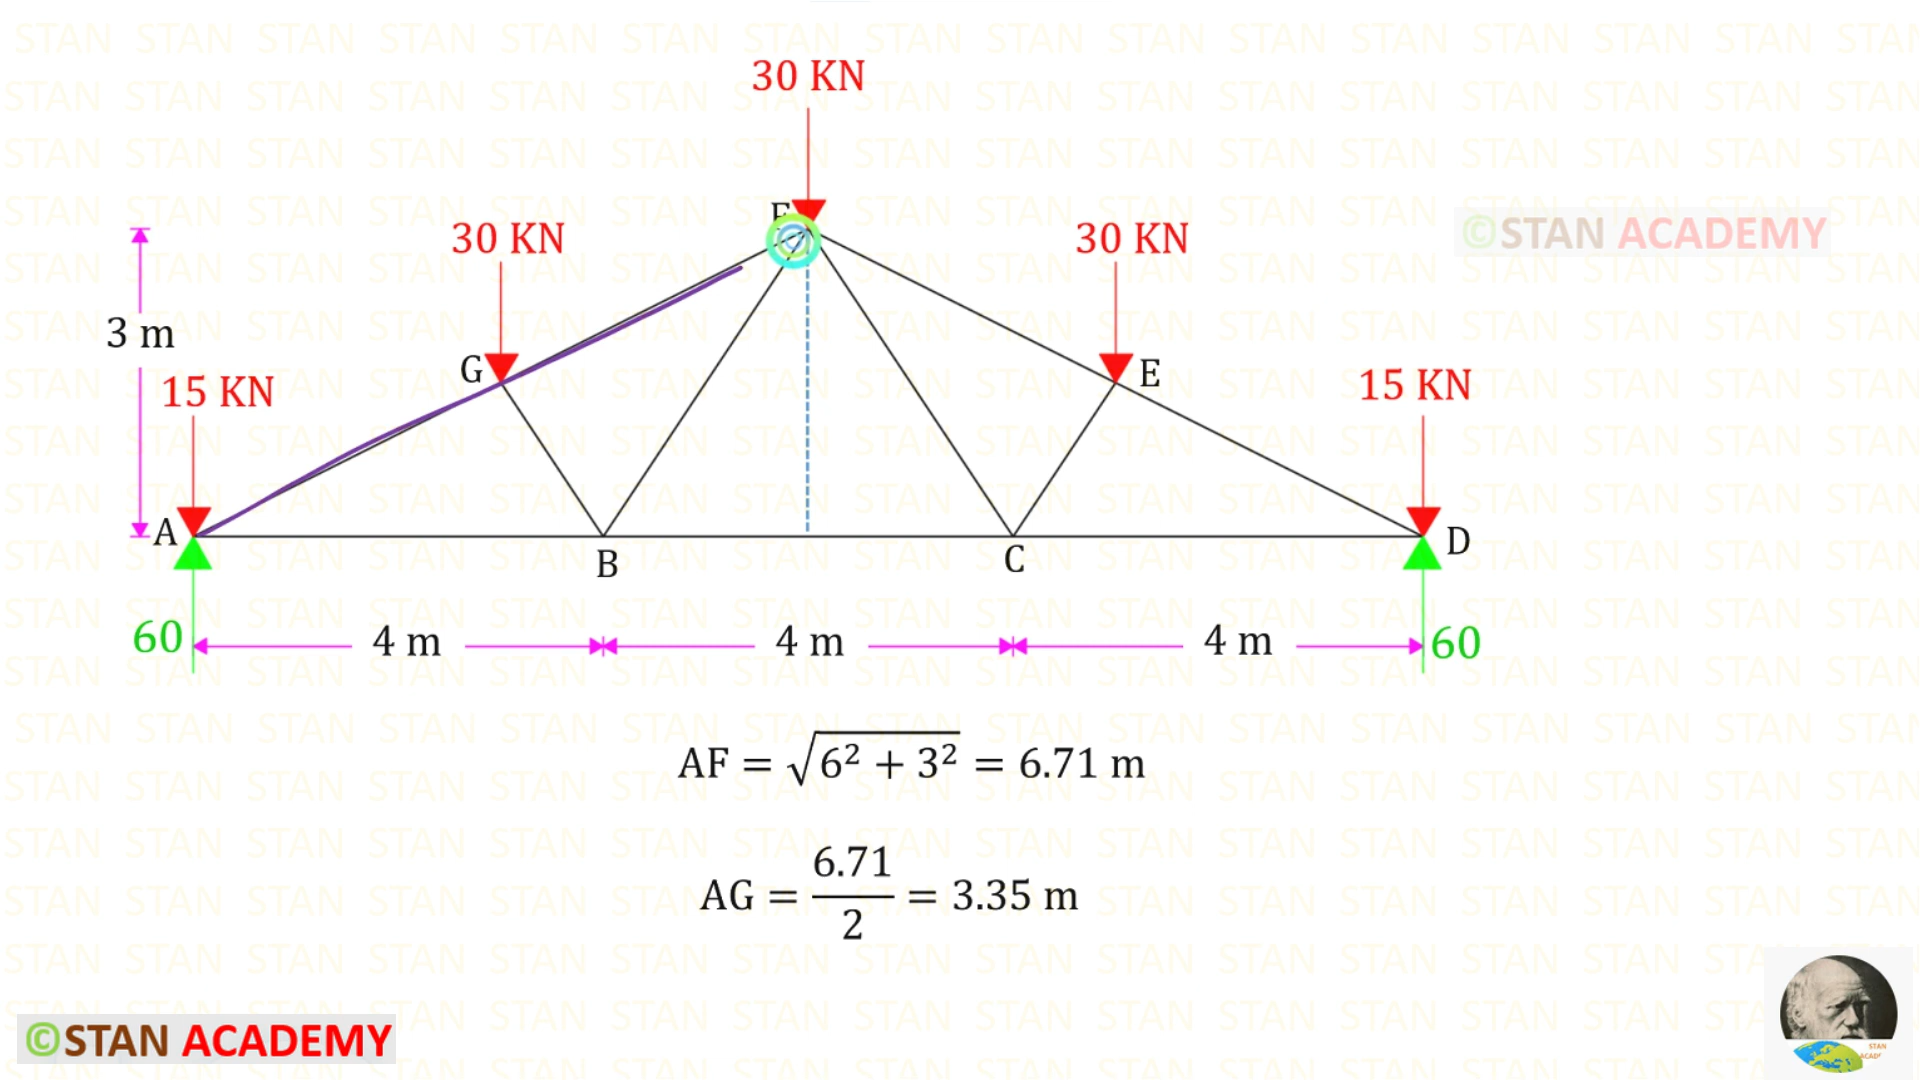 30 KN
F
30 KN
30 KN
©STAN ACADEMY
3 m
G
E
15 KN
15 KN
A
B
C
D
60
4 m
4 m
4 m
60
AF = √6² + 3² = 6.71 m
AG = 6.71/2 = 3.35 m
©STAN ACADEMY
STAN